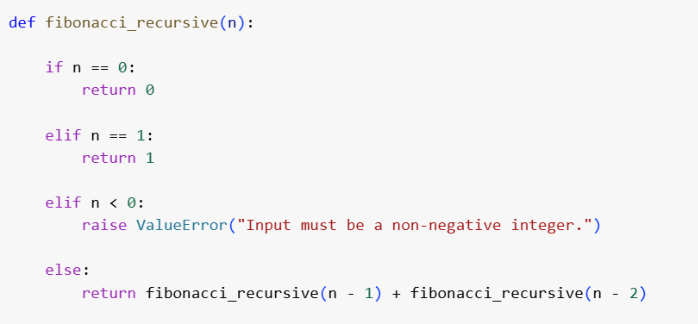 def fibonacci_recursive(n):
    if n == 0:
        return 0
    elif n == 1:
        return 1
    elif n < 0:
        raise ValueError("Input must be a non-negative integer.")
    else:
        return fibonacci_recursive(n - 1) + fibonacci_recursive(n - 2)